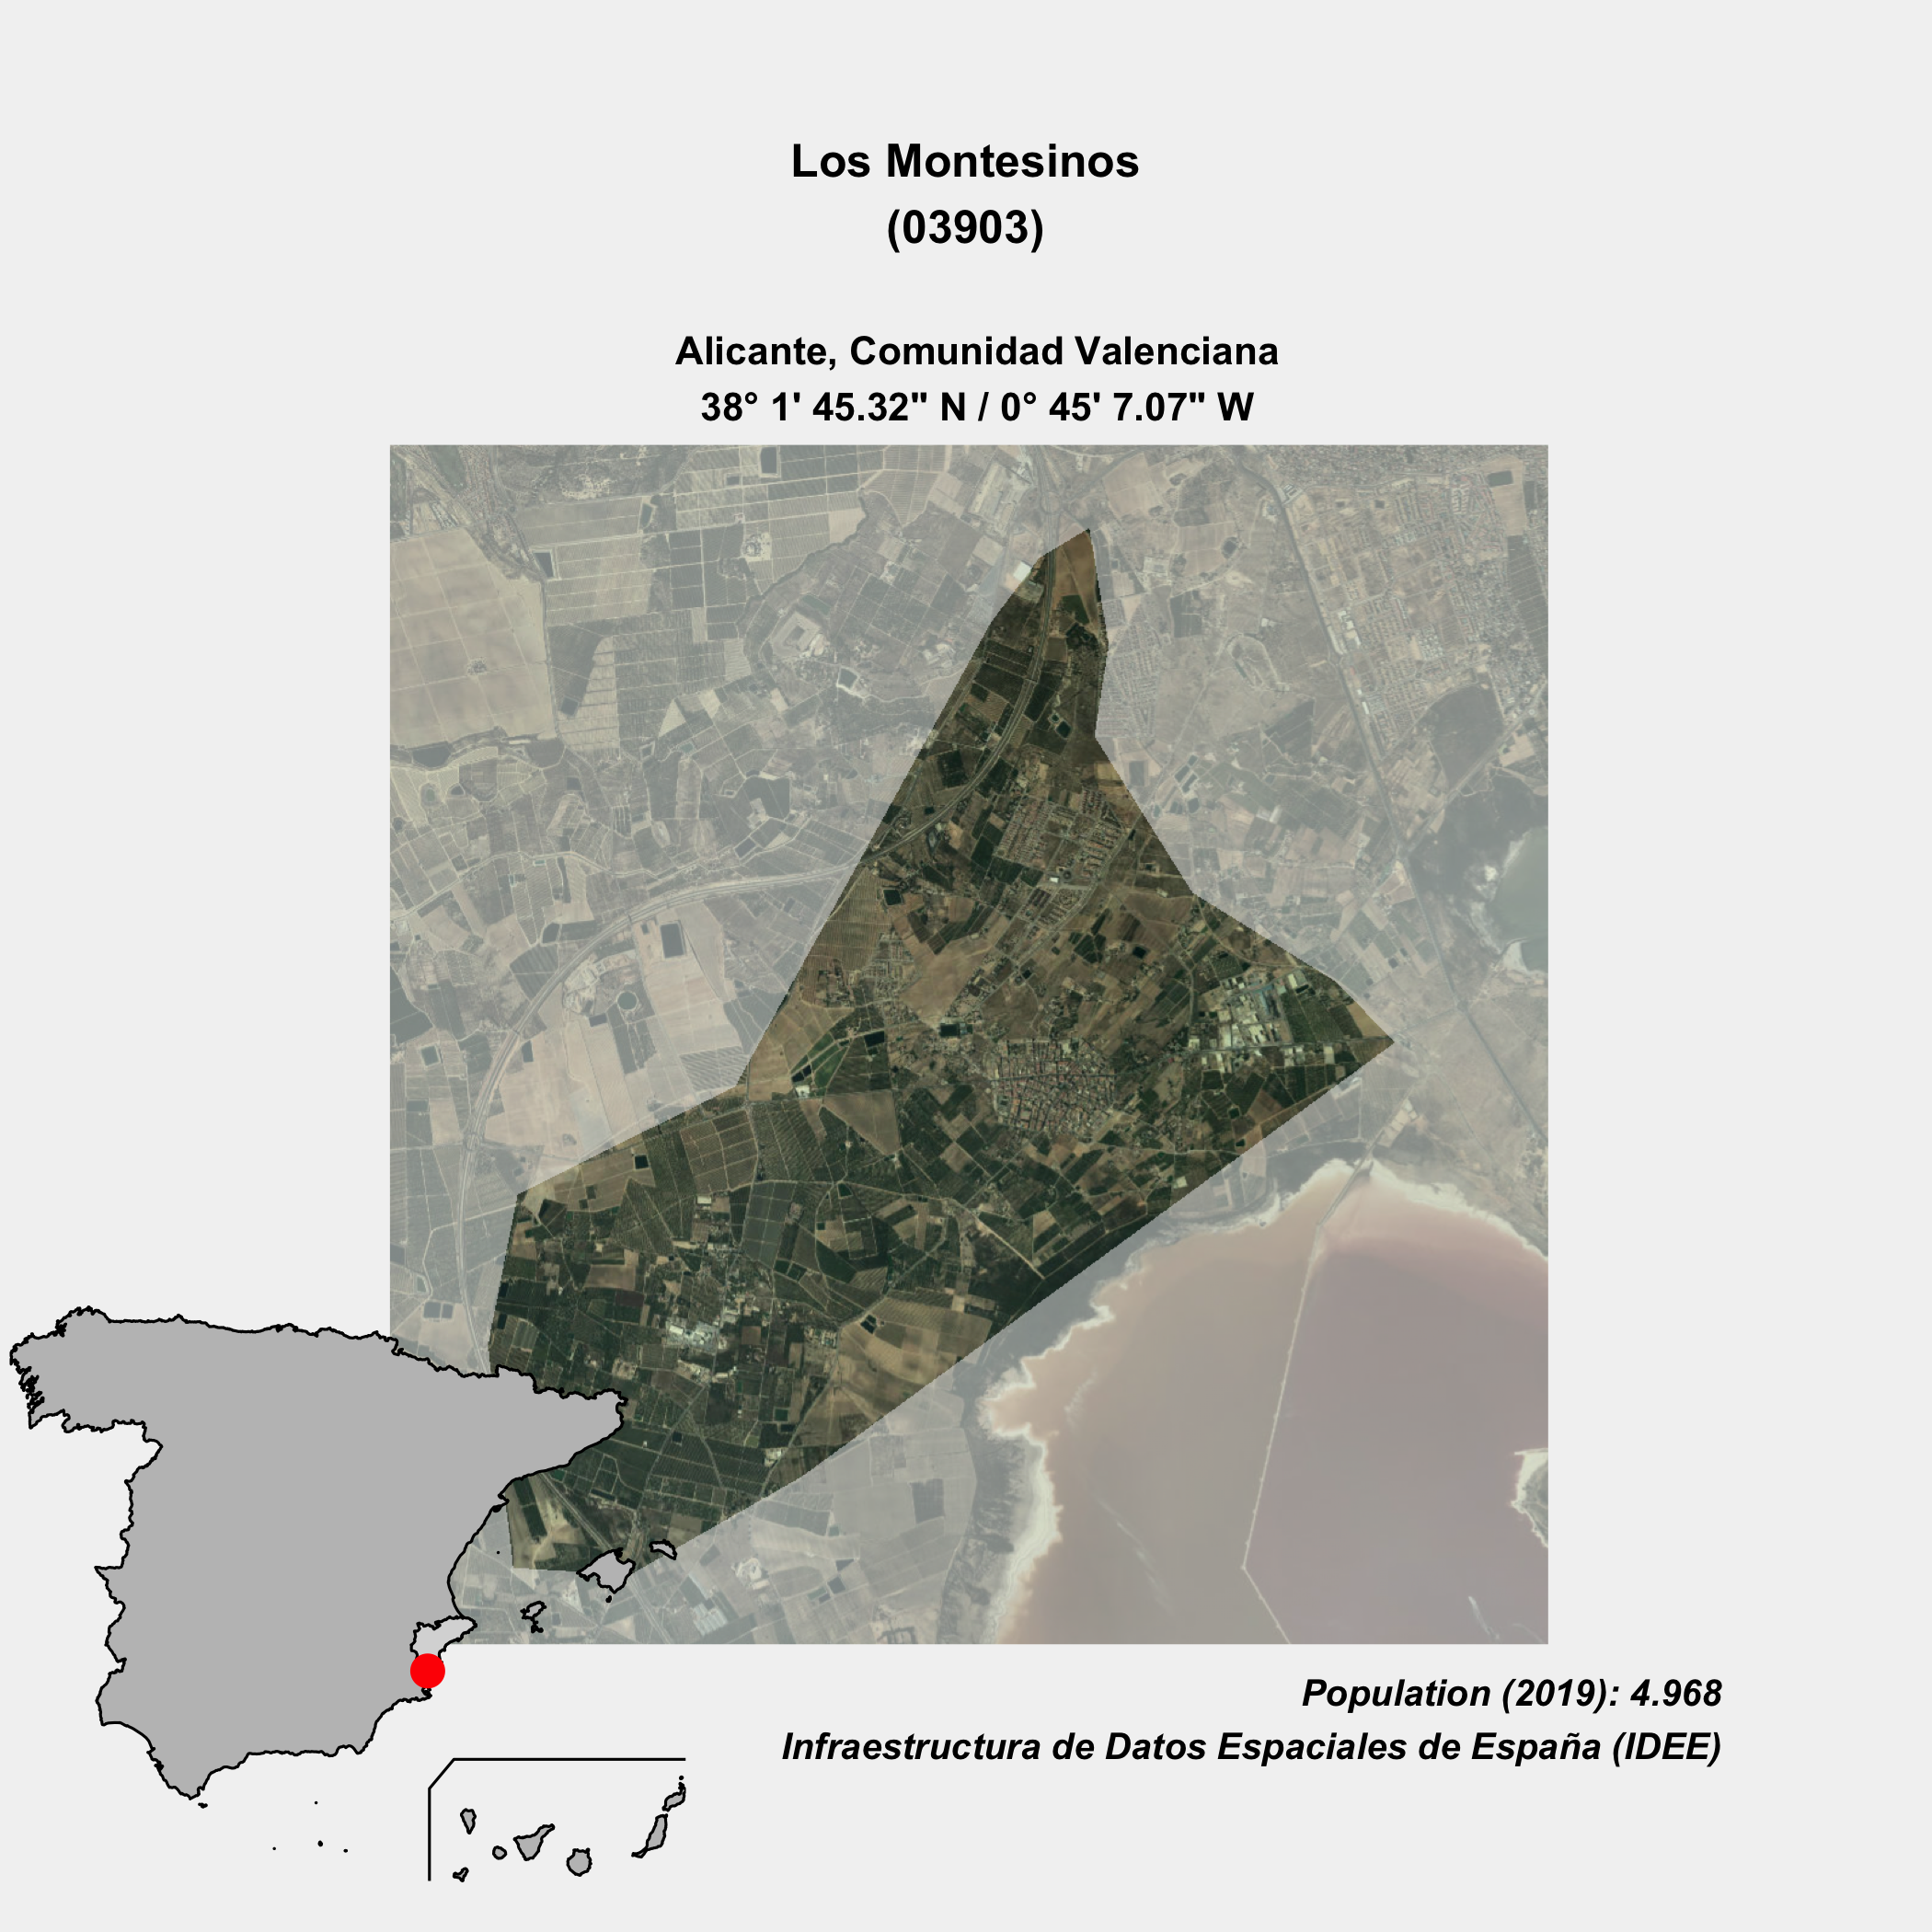 Los Montesinos
(03903)
Alicante, Comunidad Valenciana
38° 1' 45.32" N / 0° 45' 7.07" W
Population (2019): 4.968
Infraestructura de Datos Espaciales de España (IDEE)